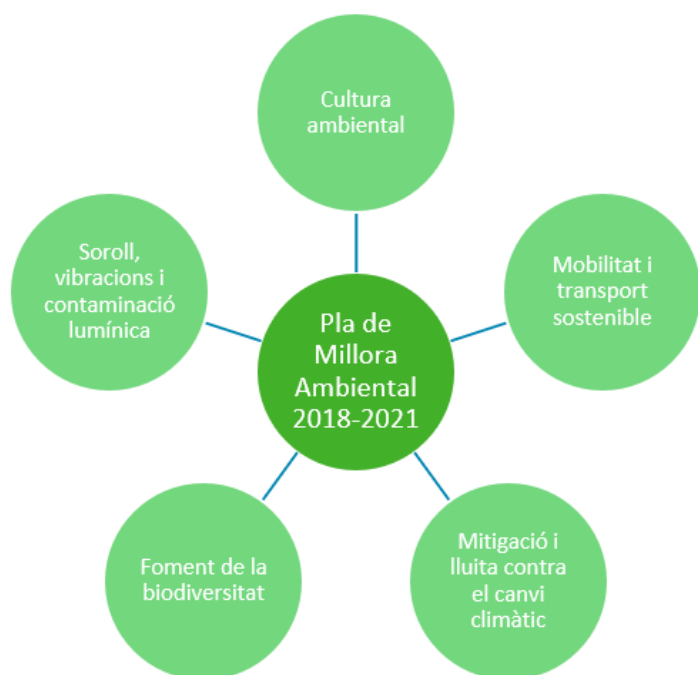 Cultura
ambiental
Soroll,
vibracions i
contaminació
lumínica
Mobilitat i
transport
sostenible
Pla de
Millora
Ambiental
2018-2021
Foment de la
biodiversitat
Mitigació i
lluita contra
el canvi
climàtic